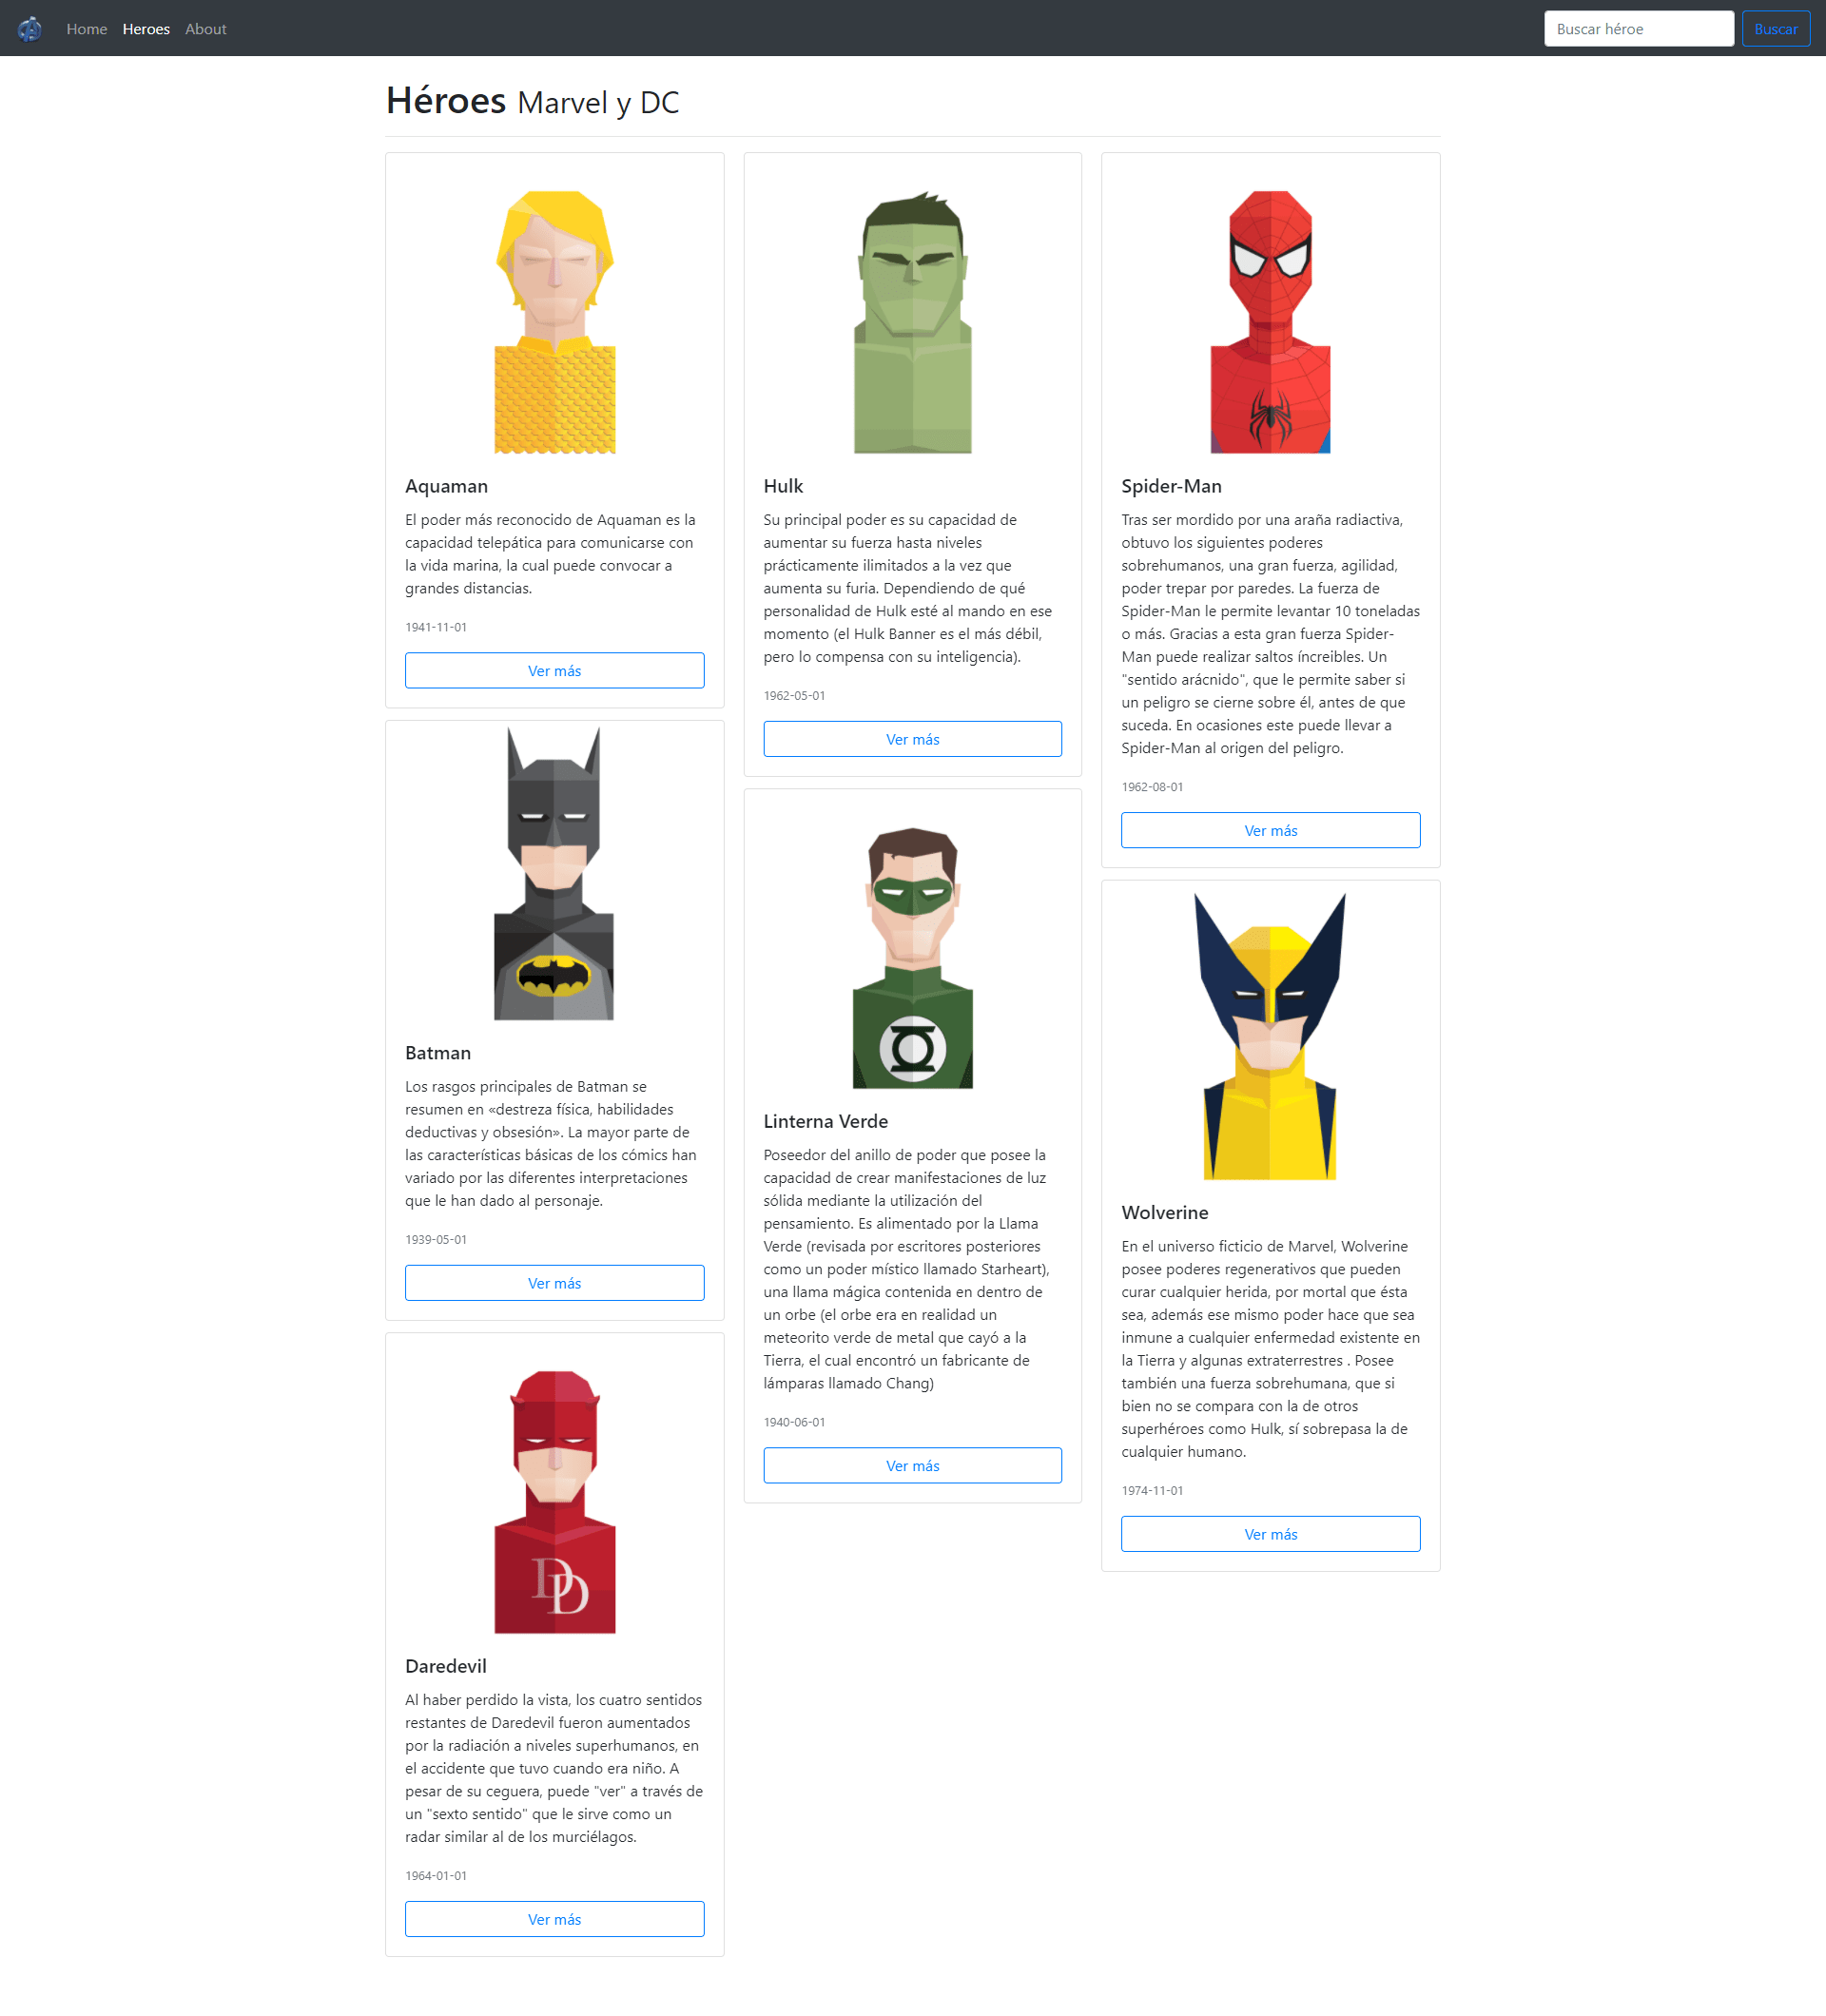 Home Heroes About Buscar héroe Buscar
Héroes Marvel y DC
Aquaman
El poder más reconocido de Aquaman es la
capacidad telepática para comunicarse con
la vida marina, la cual puede convocar a
grandes distancias.
1941-11-01
Ver más
Batman
Los rasgos principales de Batman se
resumen en «destreza física, habilidades
deductivas y obsesión». La mayor parte de
las características básicas de los cómics han
variado por las diferentes interpretaciones
que le han dado al personaje.
1939-05-01
Ver más
DD
Daredevil
Al haber perdido la vista, los cuatro sentidos
restantes de Daredevil fueron aumentados
por la radiación a niveles superhumanos, en
el accidente que tuvo cuando era niño. A
pesar de su ceguera, puede "ver" a través de
un "sexto sentido" que le sirve como un
radar similar al de los murciélagos.
1964-01-01
Ver más
Hulk
Su principal poder es su capacidad de
aumentar su fuerza hasta niveles
prácticamente ilimitados a la vez que
aumenta su furia. Dependiendo de qué
personalidad de Hulk esté al mando en ese
momento (el Hulk Banner es el más débil,
pero lo compensa con su inteligencia).
1962-05-01
Ver más
Linterna Verde
Poseedor del anillo de poder que posee la
capacidad de crear manifestaciones de luz
sólida mediante la utilización del
pensamiento. Es alimentado por la Llama
Verde (revisada por escritores posteriores
como un poder místico llamado Starheart),
una llama mágica contenida en dentro de
un orbe (el orbe era en realidad un
meteorito verde de metal que cayó a la
Tierra, el cual encontró un fabricante de
lámparas llamado Chang)
1940-06-01
Ver más
Spider-Man
Tras ser mordido por una araña radiactiva,
obtuvo los siguientes poderes
sobrehumanos, una gran fuerza, agilidad,
poder trepar por paredes. La fuerza de
Spider-Man le permite levantar 10 toneladas
o más. Gracias a esta gran fuerza Spider-
Man puede realizar saltos íncreibles. Un
"sentido arácnido", que le permite saber si
un peligro se cierne sobre él, antes de que
suceda. En ocasiones este puede llevar a
Spider-Man al origen del peligro.
1962-08-01
Ver más
Wolverine
En el universo ficticio de Marvel, Wolverine
posee poderes regenerativos que pueden
curar cualquier herida, por mortal que ésta
sea, además ese mismo poder hace que sea
inmune a cualquier enfermedad existente en
la Tierra y algunas extraterrestres . Posee
también una fuerza sobrehumana, que si
bien no se compara con la de otros
superhéroes como Hulk, sí sobrepasa la de
cualquier humano.
1974-11-01
Ver más